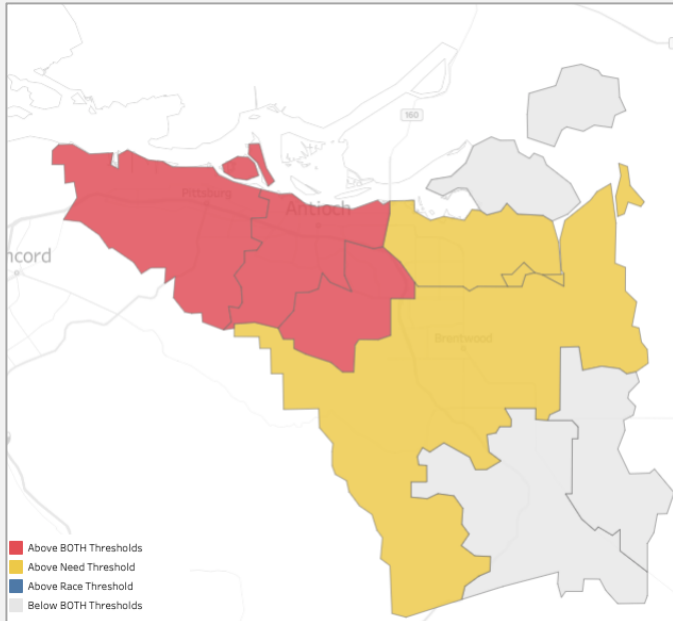 160
Pittsburg
Antioch
ncord
Brentwood
Above BOTH Thresholds
Above Need Threshold
Above Race Threshold
Below BOTH Thresholds